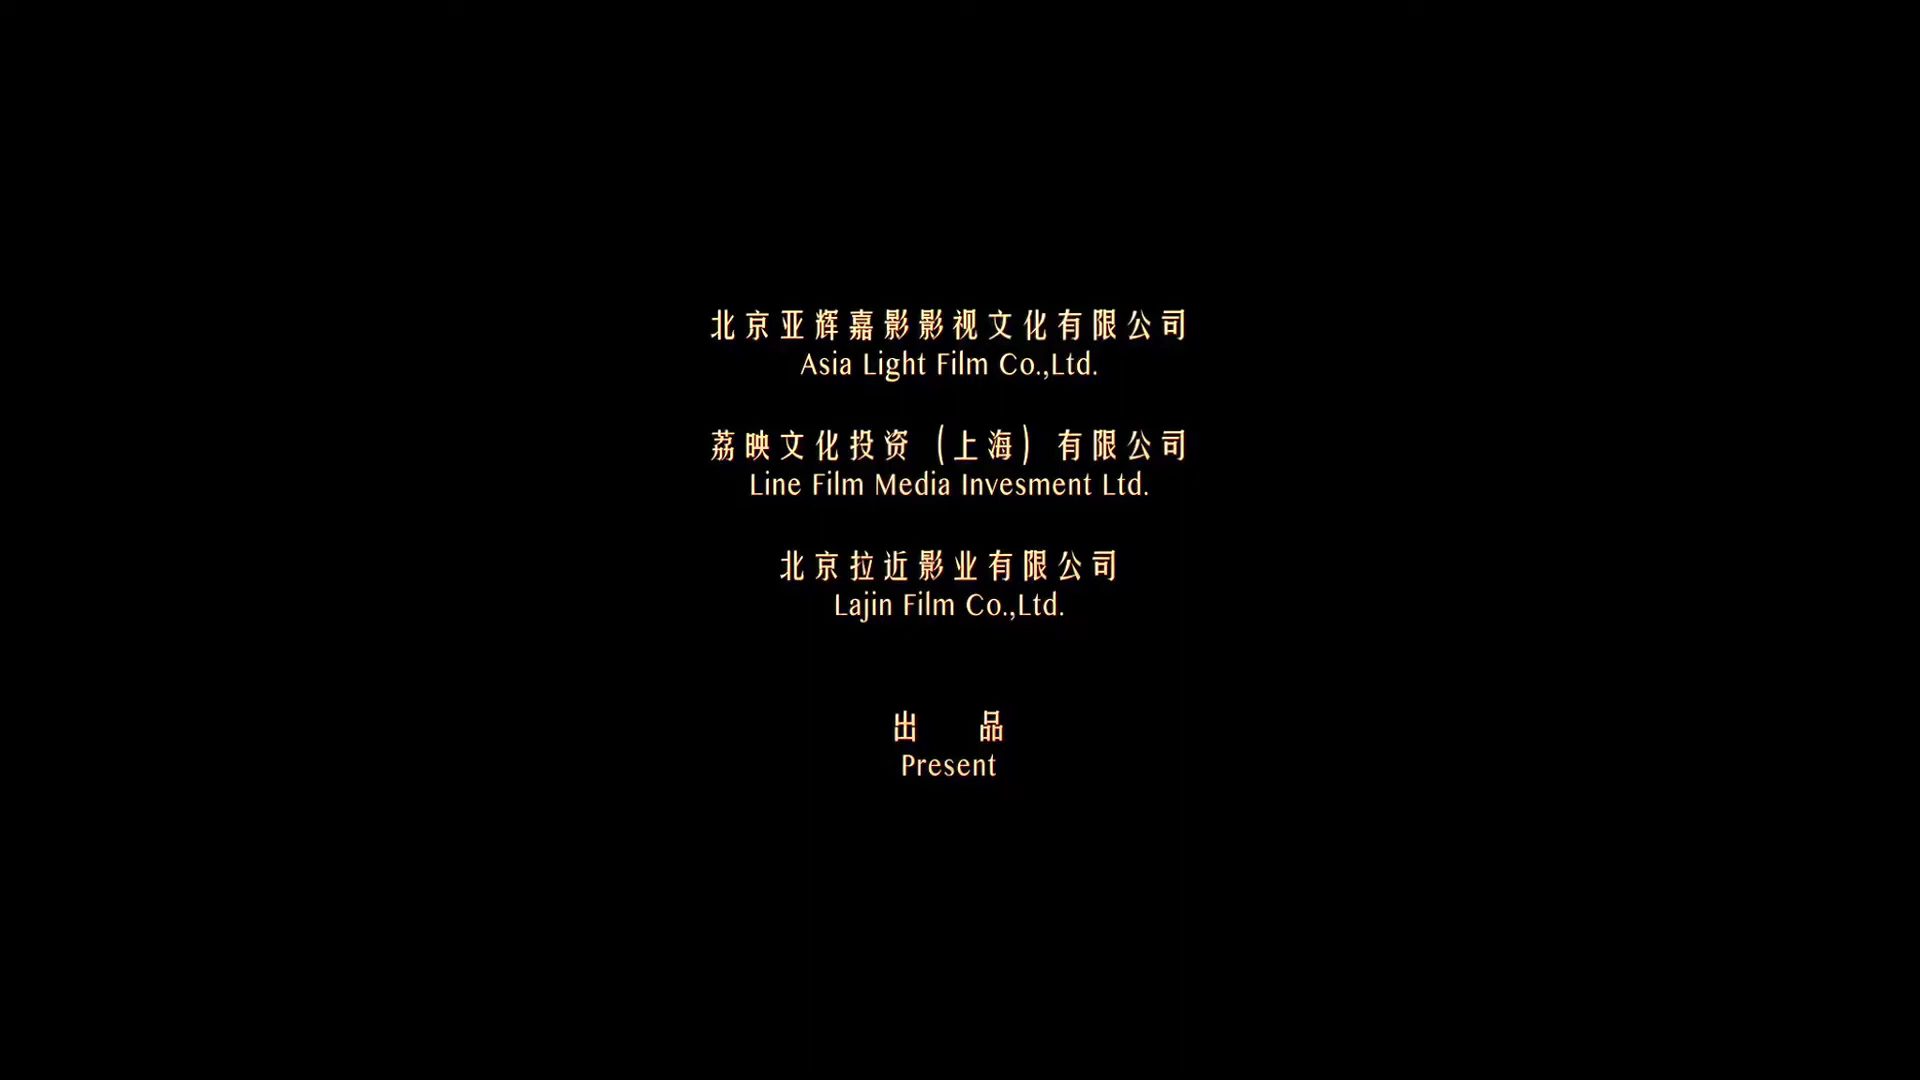 北京亚辉嘉影影视文化有限公司
Asia Light Film Co.,Ltd.
荔映文化投资（上海）有限公司
Line Film Media Invesment Ltd.
北京拉近影业有限公司
Lajin Film Co.,Ltd.
出 品
Present